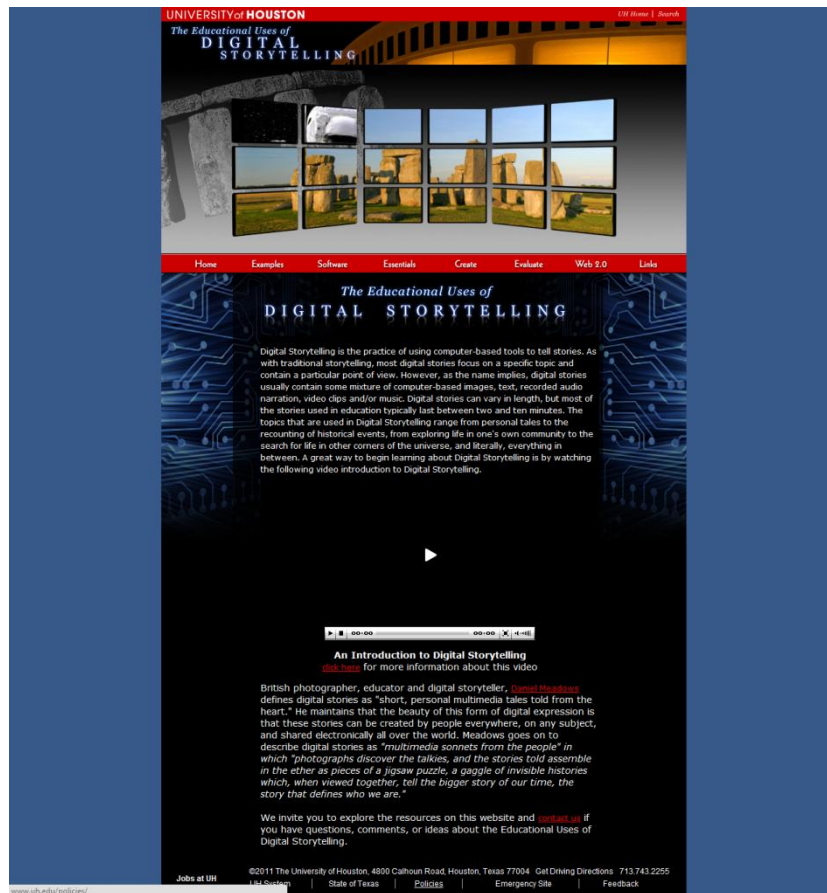 UNIVERSITYof HOUSTON
UH Home | Search
The Educational Uses of
DIGITAL
STORYTELLING
Home Examples Software Essentials Create Evaluate Web 2.0 Links
The Educational Uses of
DIGITAL STORYTELLING
Digital Storytelling is the practice of using computer-based tools to tell stories. As
with traditional storytelling, most digital stories focus on a specific topic and
contain a particular point of view. However, as the name implies, digital stories
usually contain some mixture of computer-based images, text, recorded audio
narration, video clips and/or music. Digital stories can vary in length, but most of
the stories used in education typically last between two and ten minutes. The
topics that are used in Digital Storytelling range from personal tales to the
recounting of historical events, from exploring life in one's own community to the
search for life in other corners of the universe, and literally, everything in
between. A great way to begin learning about Digital Storytelling is by watching
the following video introduction to Digital Storytelling.
00:00 00:00
An Introduction to Digital Storytelling
click here for more information about this video
British photographer, educator and digital storyteller, Daniel Meadows
defines digital stories as "short, personal multimedia tales told from the
heart." He maintains that the beauty of this form of digital expression is
that these stories can be created by people everywhere, on any subject,
and shared electronically all over the world. Meadows goes on to
describe digital stories as "multimedia sonnets from the people" in
which "photographs discover the talkies, and the stories told assemble
in the ether as pieces of a jigsaw puzzle, a gaggle of invisible histories
which, when viewed together, tell the bigger story of our time, the
story that defines who we are."
We invite you to explore the resources on this website and contact us if
you have questions, comments, or ideas about the Educational Uses of
Digital Storytelling.
©2011 The University of Houston, 4800 Calhoun Road, Houston, Texas 77004 Get Driving Directions 713.743.2255
Jobs at UH
UH System | State of Texas | Policies | Emergency Site | Feedback
www.uh.edu/policies/